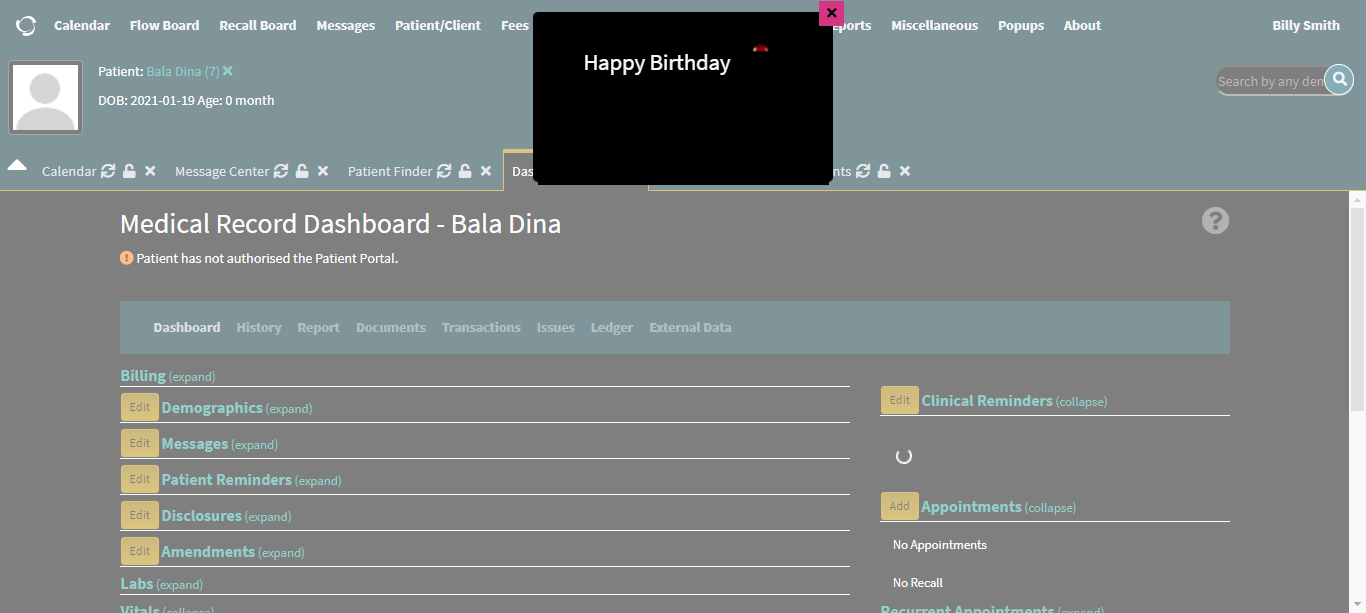 Calendar Flow Board Recall Board Messages Patient/Client Fees ports Miscellaneous Popups About Billy Smith
Happy Birthday
Patient: Bala Dina (7)
DOB: 2021-01-19 Age: 0 month
Search by any den
Calendar Message Center Patient Finder Das nts
Medical Record Dashboard - Bala Dina
Patient has not authorised the Patient Portal.
Dashboard History Report Documents Transactions Issues Ledger External Data
Billing (expand)
Edit Demographics (expand)
Edit Messages (expand)
Edit Patient Reminders (expand)
Edit Disclosures (expand)
Edit Amendments (expand)
Labs (expand)
Vitals (collapse)
Edit Clinical Reminders (collapse)
Add Appointments (collapse)
No Appointments
No Recall
Recurrent Appointments (expand)